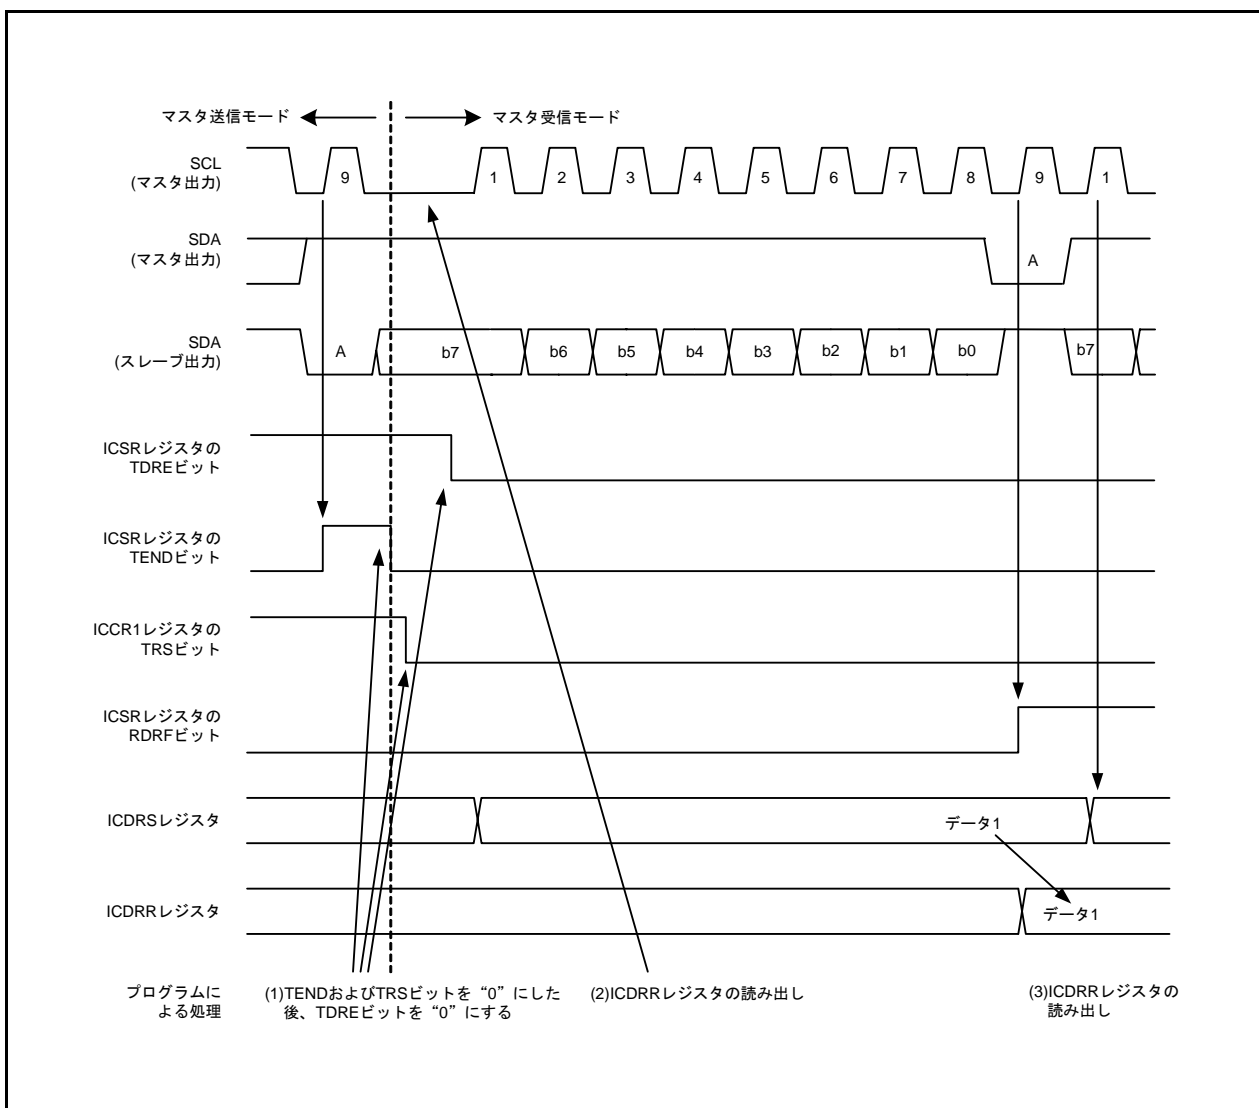 マスタ送信モード
マスタ受信モード
SCL
(マスタ出力)
9
1
2
3
4
5
6
7
8
9
1
SDA
(マスタ出力)
A
SDA
(スレーブ出力)
A
b7
b6
b5
b4
b3
b2
b1
b0
b7
ICSRレジスタの
TDREビット
ICSRレジスタの
TENDビット
ICCR1レジスタの
TRSビット
ICSRレジスタの
RDRFビット
ICDRSレジスタ
データ1
ICDRRレジスタ
データ1
プログラムに
よる処理
(1)TENDおよびTRSビットを“0”にした
後、TDREビットを“0”にする
(2)ICDRRレジスタの読み出し
(3)ICDRRレジスタの
読み出し